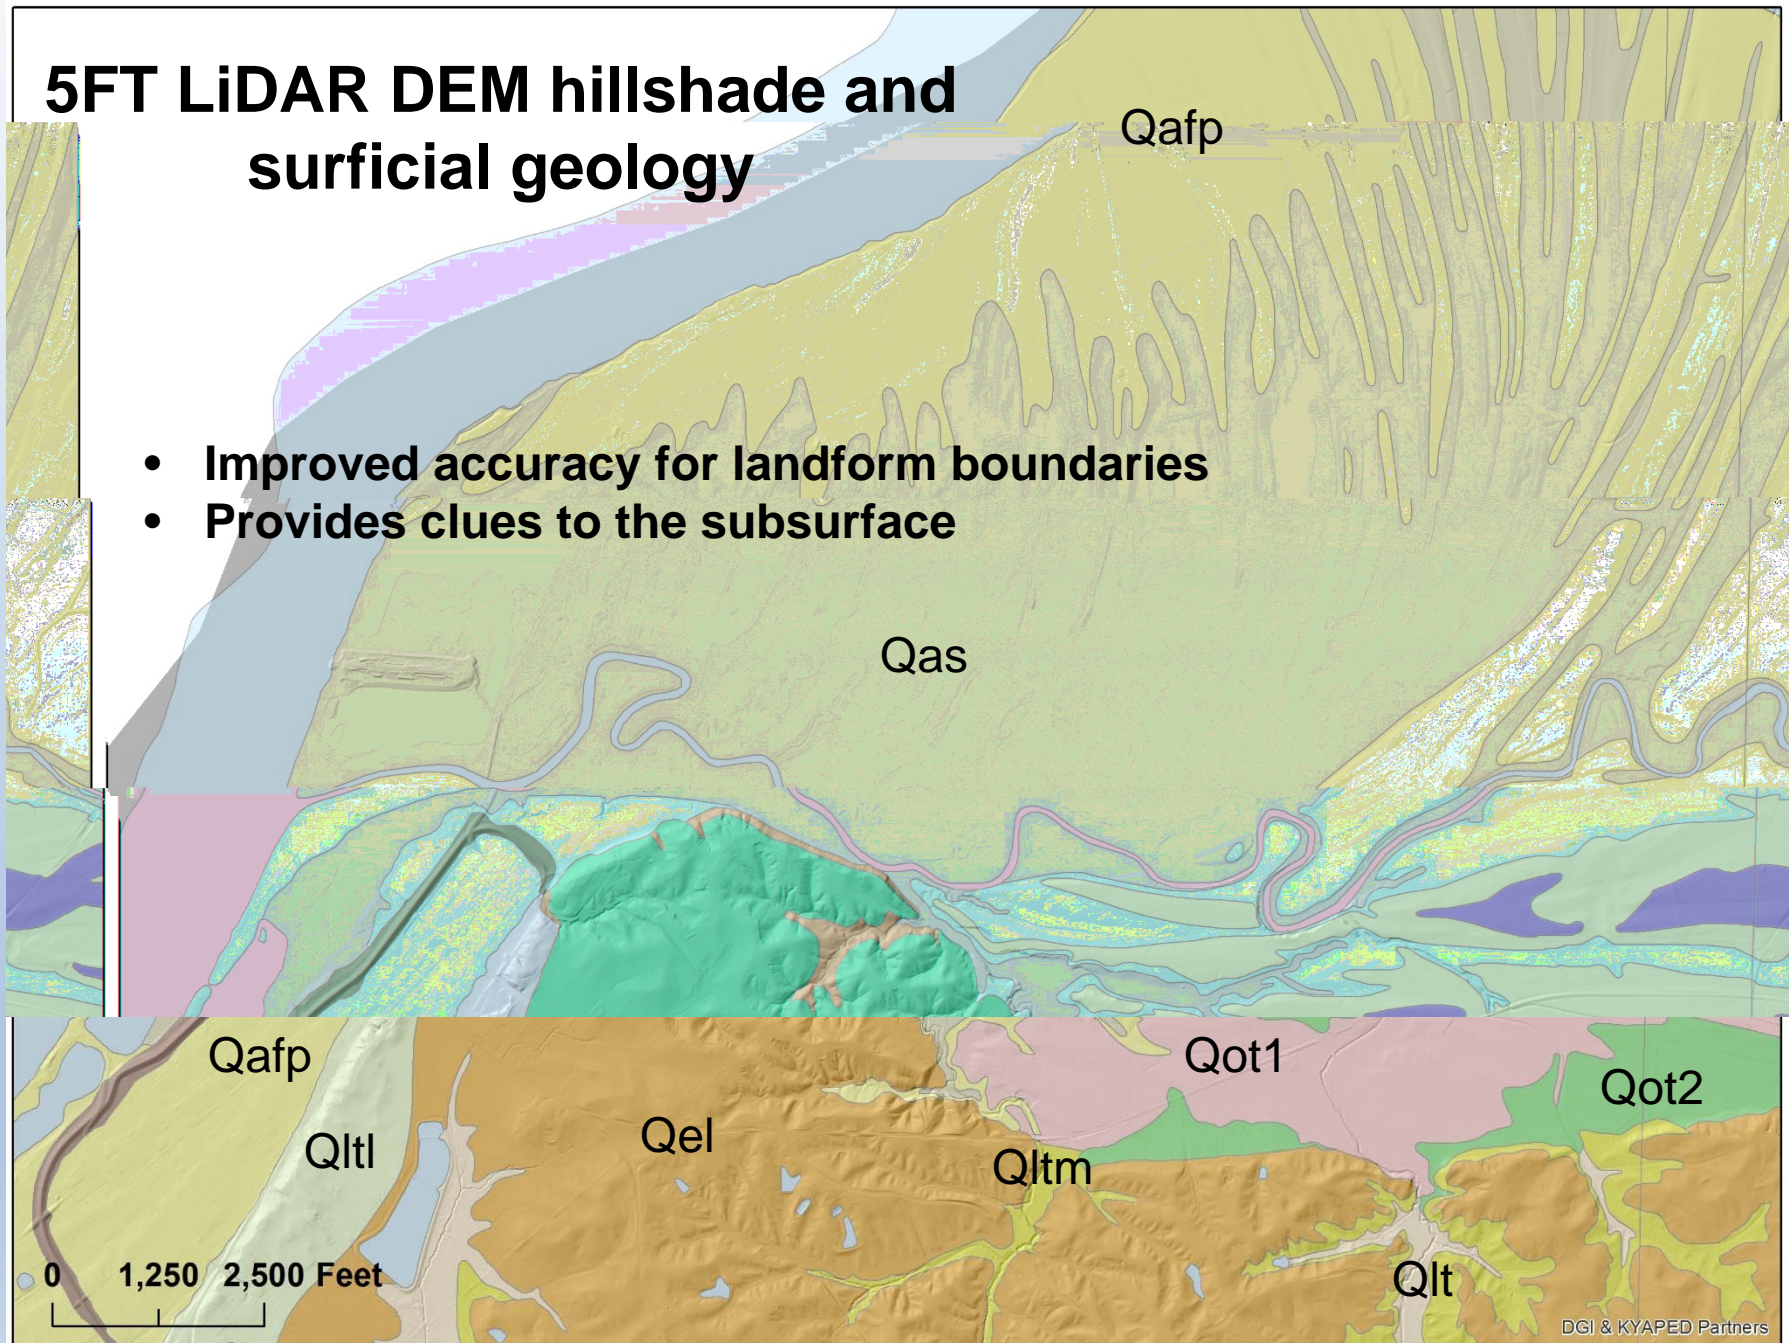 5FT LiDAR DEM hillshade and
surficial geology
Qafp
• Improved accuracy for landform boundaries
• Provides clues to the subsurface
Qas
Qafp
Qot1
Qot2
Qltl
Qel
Qltm
Qlt
0 1,250 2,500 Feet
DGI & KYAPED Partners